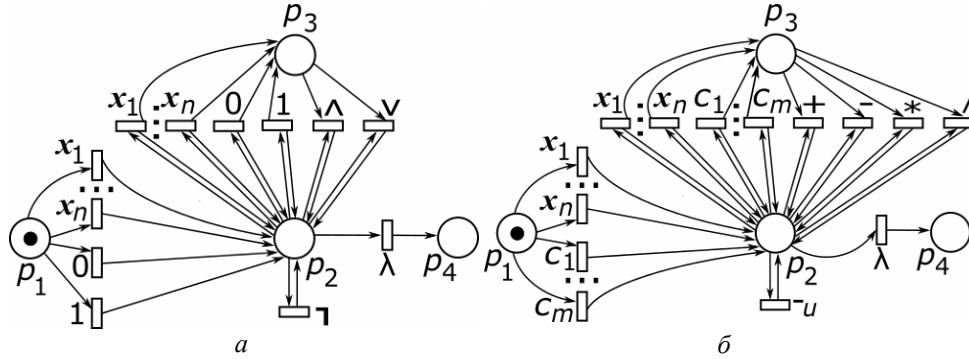 p₃ p₃
x₁ ⋮ xₙ 0 1 ∧ ∨ x₁ ⋮ xₙ c₁ ⋮ cₘ + - * /
x₁ x₁
... ...
xₙ xₙ
p₁ 0 p₂ λ p₄ p₁ c₁ p₂ λ p₄
...
1 ¬ cₘ -ᵤ
а б